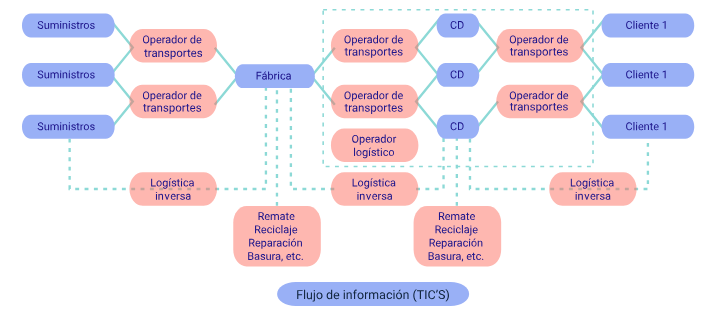 Suministros
Operador de
transportes
Suministros
Operador de
transportes
Suministros
Fábrica
Operador de
transportes
CD
Operador de
transportes
Cliente 1
CD
Cliente 1
Operador de
transportes
Operador de
transportes
CD
Cliente 1
Operador
logístico
Logística
inversa
Logística
inversa
Logística
inversa
Remate
Reciclaje
Reparación
Basura, etc.
Remate
Reciclaje
Reparación
Basura, etc.
Flujo de información (TIC'S)